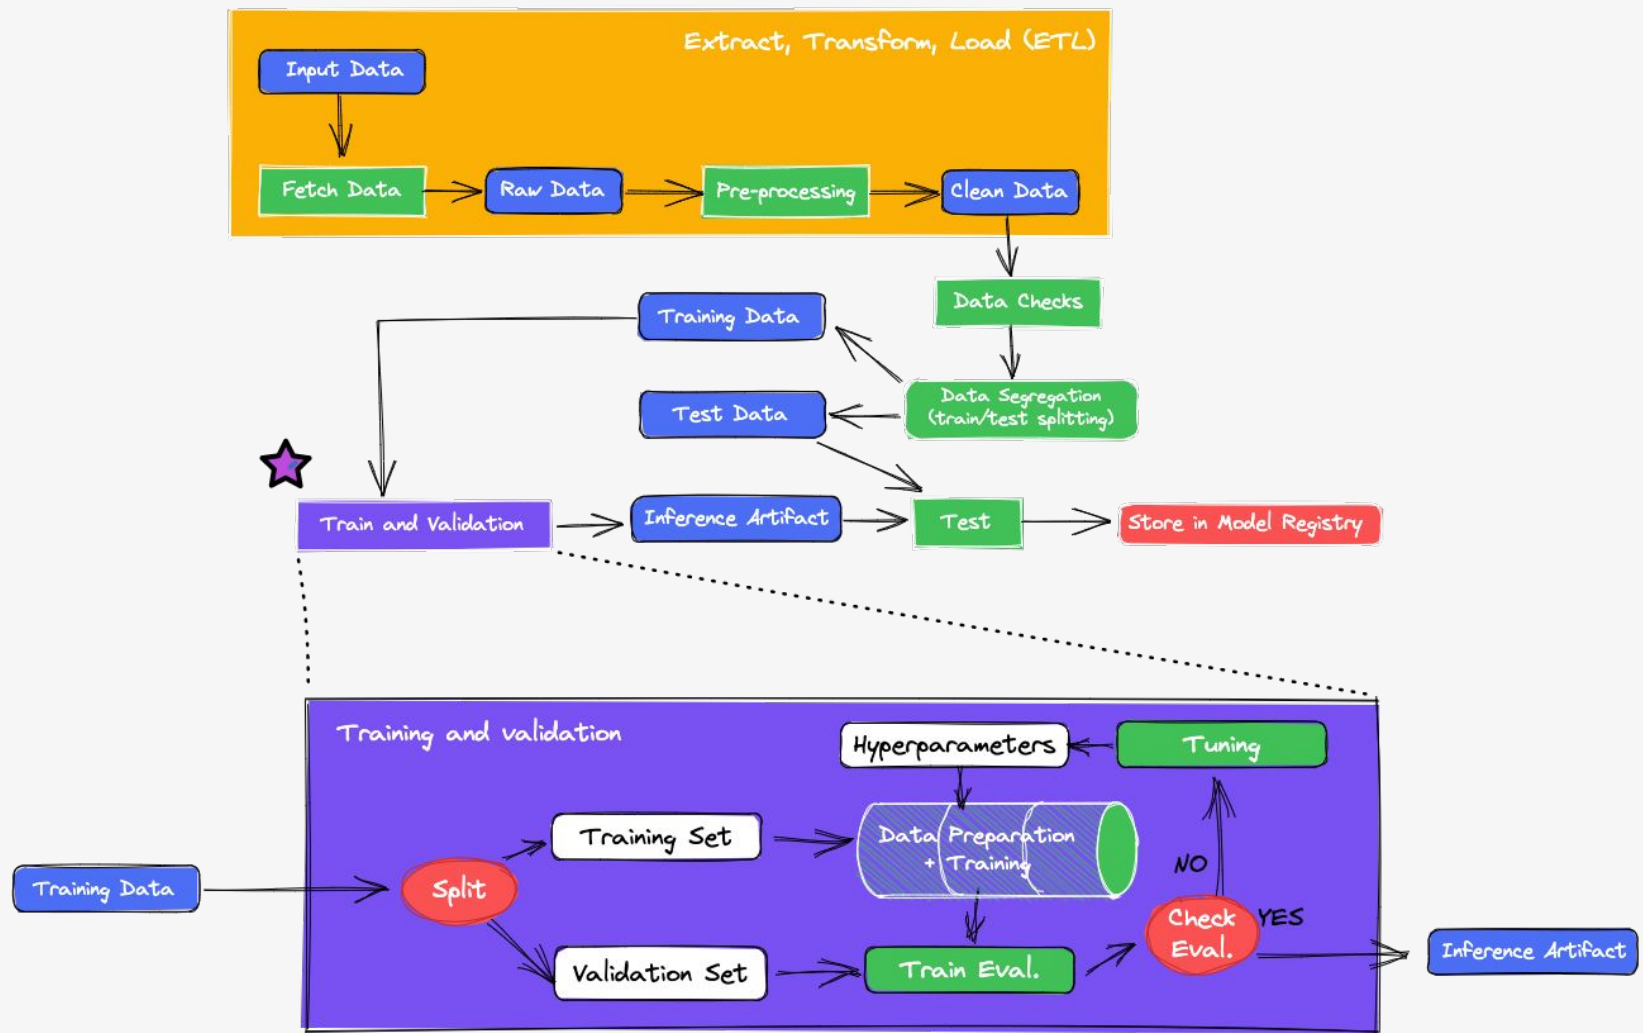 Extract, Transform, Load (ETL)
Input Data
Fetch Data
Raw Data
Pre-processing
Clean Data
Data Checks
Training Data
Data Segregation
(train/test splitting)
Test Data
Train and Validation
Inference Artifact
Test
Store in Model Registry
Training and validation
Hyperparameters
Tuning
Training Set
Data Preparation
+ Training
NO
Training Data
Split
Check
Eval.
YES
Validation Set
Train Eval.
Inference Artifact